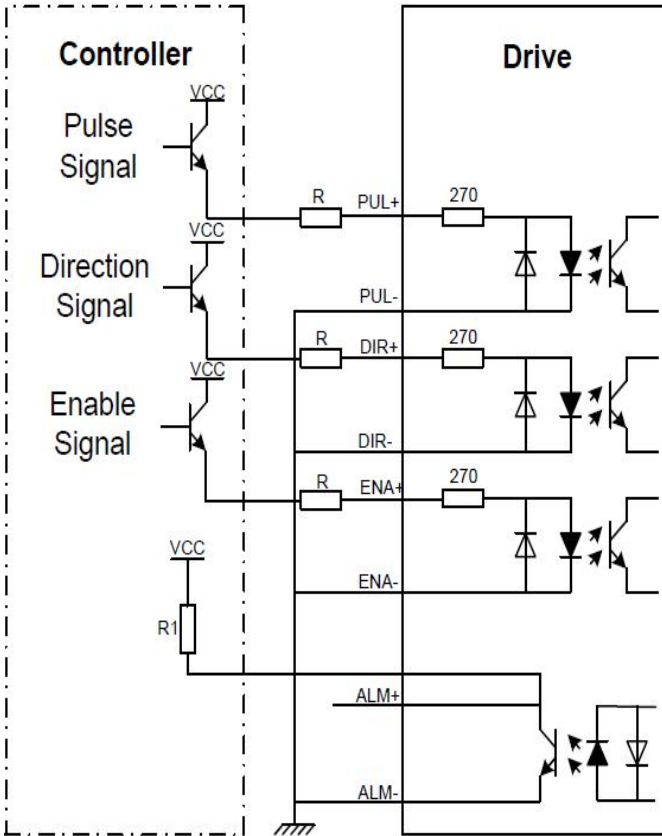 Controller
Drive
VCC
Pulse
Signal
R
PUL+
270
VCC
Direction
Signal
PUL-
R
DIR+
270
VCC
Enable
Signal
DIR-
R
ENA+
270
VCC
ENA-
R1
ALM+
ALM-